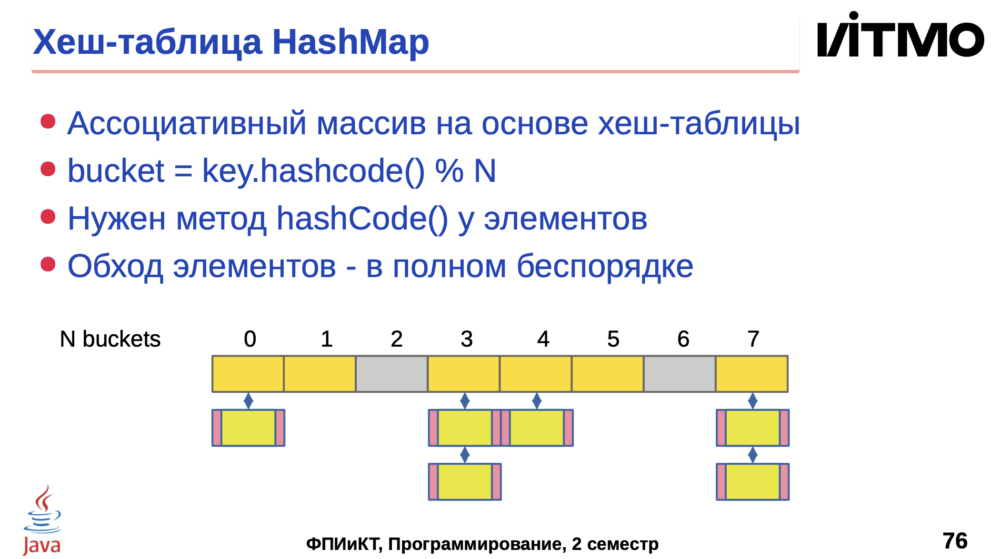 Хеш-таблица HashMap
ИТМО
Ассоциативный массив на основе хеш-таблицы
bucket = key.hashcode() % N
Нужен метод hashCode() у элементов
Обход элементов - в полном беспорядке
N buckets 0 1 2 3 4 5 6 7
Java
ФПИиКТ, Программирование, 2 семестр
76